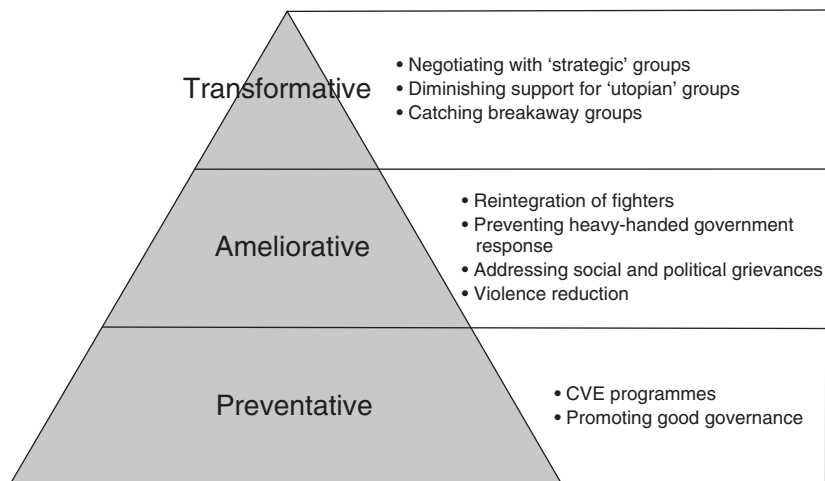 Transformative
• Negotiating with ‘strategic’ groups
• Diminishing support for ‘utopian’ groups
• Catching breakaway groups
Ameliorative
• Reintegration of fighters
• Preventing heavy-handed government
response
• Addressing social and political grievances
• Violence reduction
Preventative
• CVE programmes
• Promoting good governance